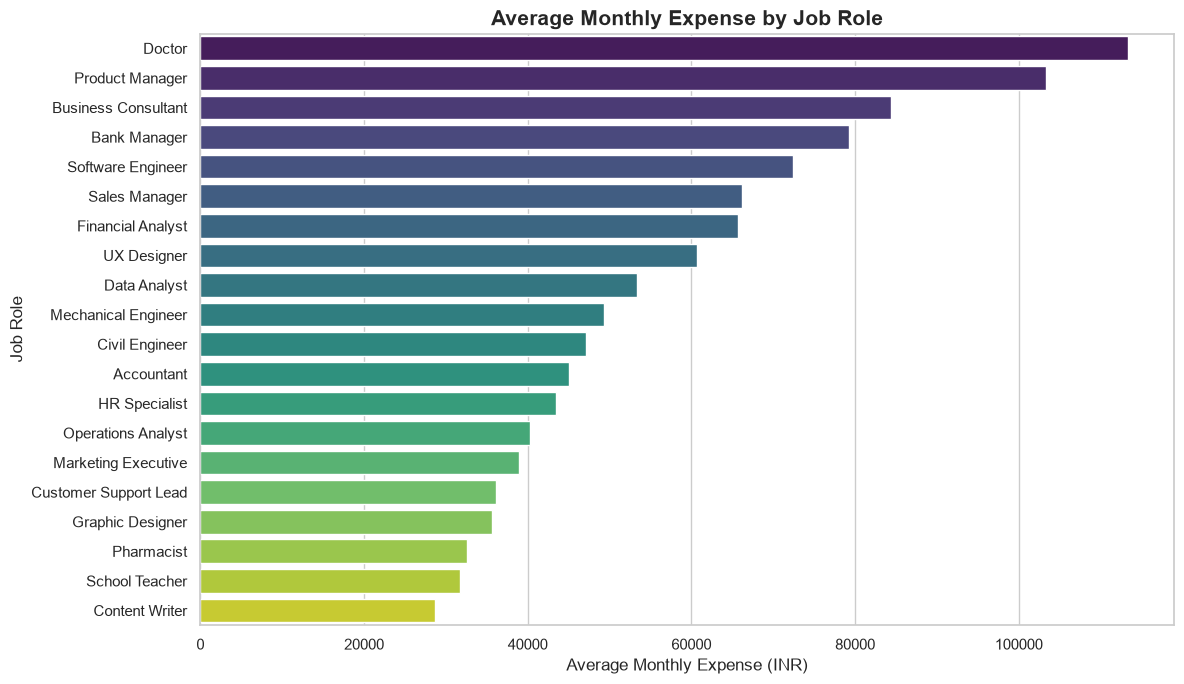 Average Monthly Expense by Job Role
Job Role
Doctor
Product Manager
Business Consultant
Bank Manager
Software Engineer
Sales Manager
Financial Analyst
UX Designer
Data Analyst
Mechanical Engineer
Civil Engineer
Accountant
HR Specialist
Operations Analyst
Marketing Executive
Customer Support Lead
Graphic Designer
Pharmacist
School Teacher
Content Writer
0 20000 40000 60000 80000 100000
Average Monthly Expense (INR)